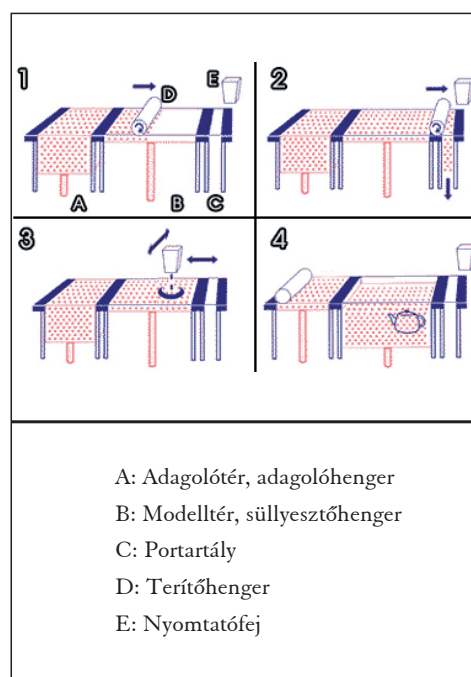 1
D
E
2
A
B
C
3
4
A: Adagolótér, adagolóhenger
B: Modelltér, süllyesztőhenger
C: Portartály
D: Terítőhenger
E: Nyomtatófej